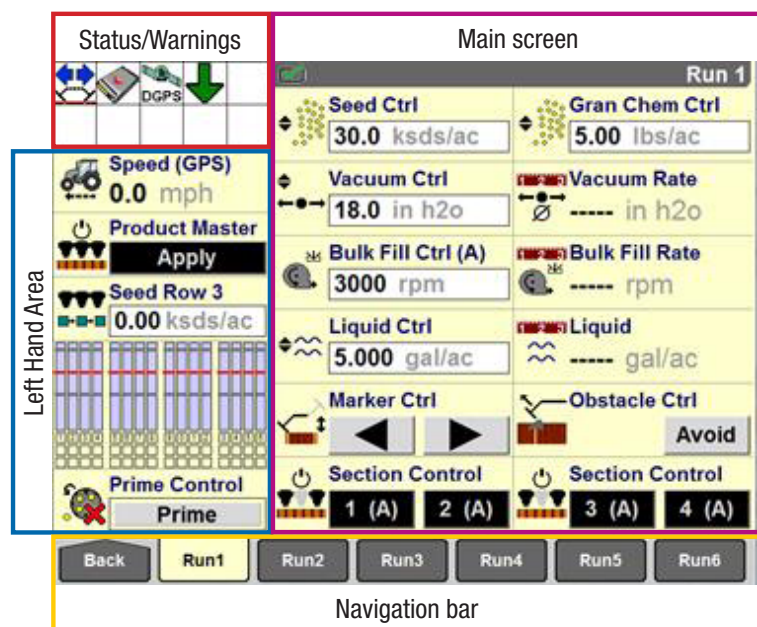 Status/Warnings
Main screen
DGPS
Run 1
Left Hand Area
Speed (GPS)
0.0 mph
Product Master
Apply
Seed Row 3
0.00 ksds/ac
Prime Control
Prime
Seed Ctrl
30.0 ksds/ac
Gran Chem Ctrl
5.00 lbs/ac
Vacuum Ctrl
18.0 in h2o
Vacuum Rate
----- in h2o
Bulk Fill Ctrl (A)
3000 rpm
Bulk Fill Rate
----- rpm
Liquid Ctrl
5.000 gal/ac
Liquid
----- gal/ac
Marker Ctrl
Obstacle Ctrl
Avoid
Section Control
1 (A) 2 (A)
Section Control
3 (A) 4 (A)
Back Run1 Run2 Run3 Run4 Run5 Run6
Navigation bar